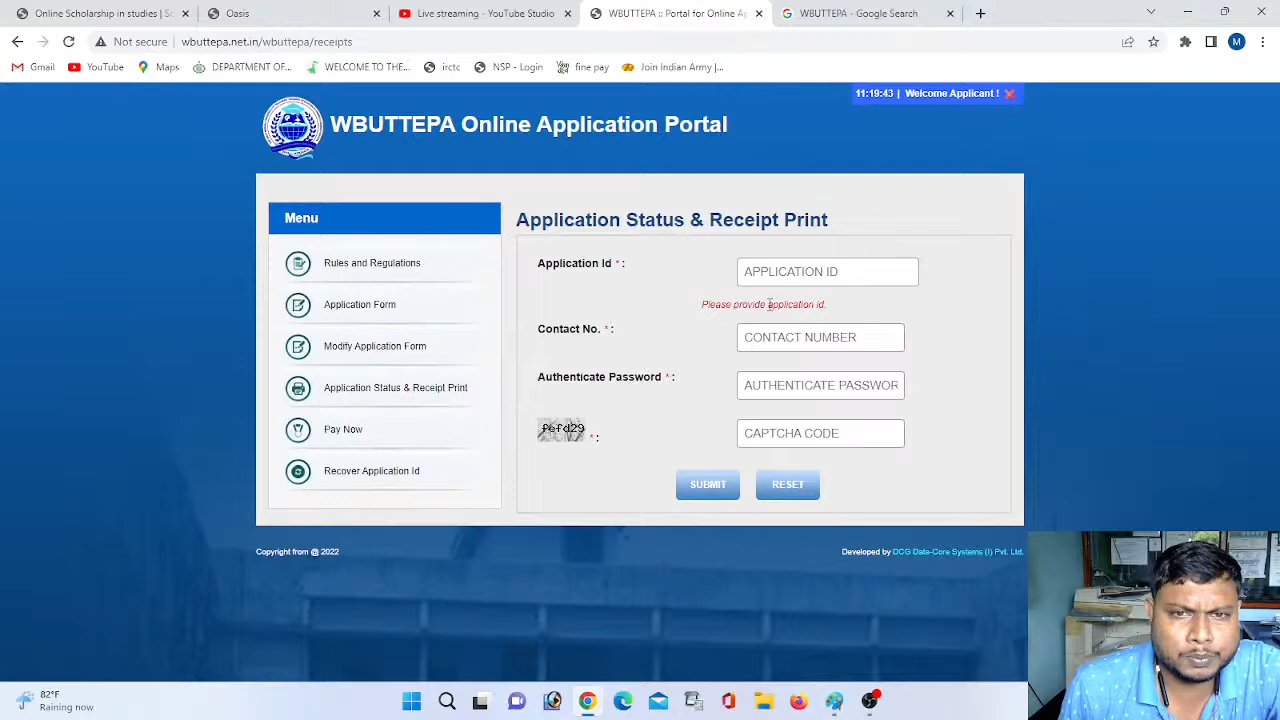 Online Scholarship in studies | Sc
Oasis
Live streaming - YouTube Studio
WBUTTEPA :: Portal for Online Ap
WBUTTEPA - Google Search
Not secure | wbuttepa.net.in/wbuttepa/receipts
M
Gmail
YouTube
Maps
DEPARTMENT OF...
WELCOME TO THE...
irctc
NSP - Login
fine pay
Join Indian Army |...
11:19:43 | Welcome Applicant !
WBUTTEPA Online Application Portal
Menu
Rules and Regulations
Application Form
Modify Application Form
Application Status & Receipt Print
Pay Now
Recover Application Id
Application Status & Receipt Print
Application Id * :
APPLICATION ID
Please provide application id.
Contact No. * :
CONTACT NUMBER
Authenticate Password * :
AUTHENTICATE PASSWOR
fefd29 * :
CAPTCHA CODE
SUBMIT
RESET
Copyright from @ 2022
Developed by DCG Data-Core Systems (I) Pvt. Ltd.
82°F
Raining now